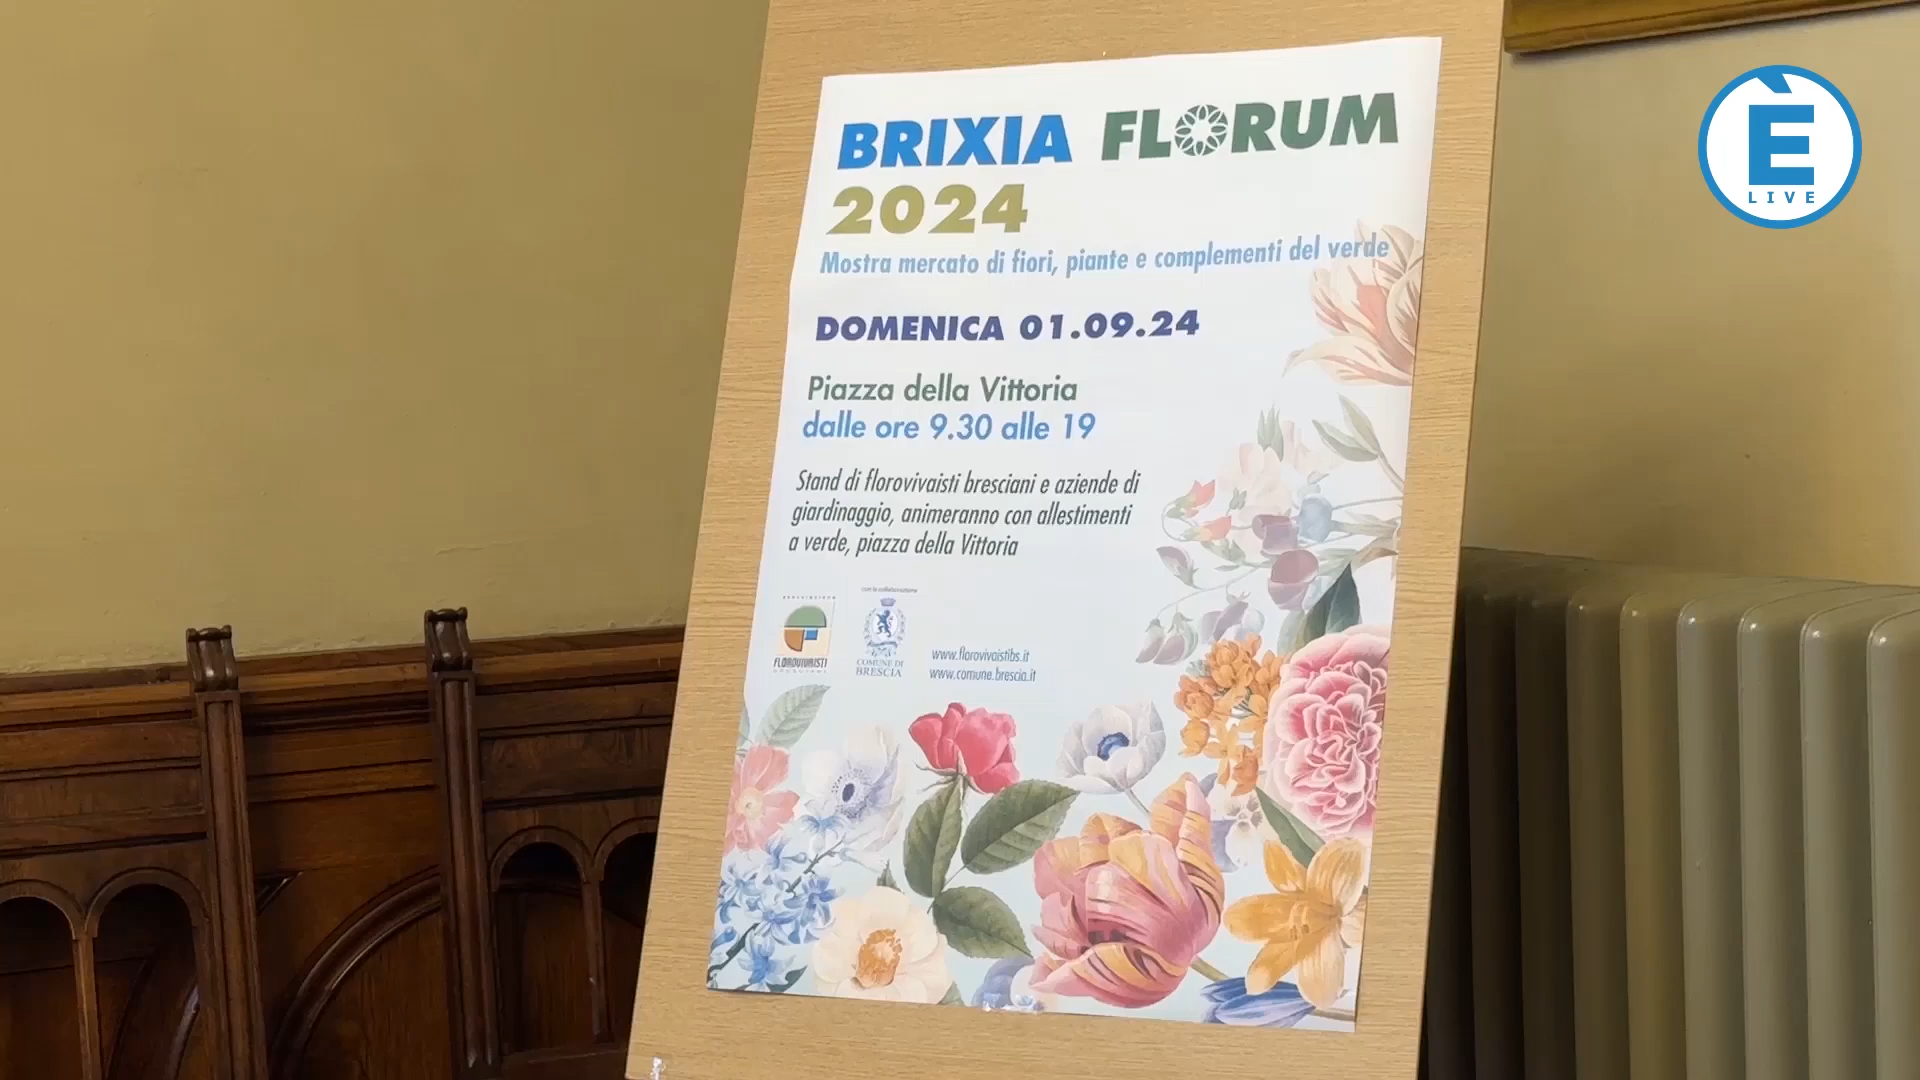 BRIXIA FLORUM
2024
Mostra mercato di fiori, piante e complementi del verde
DOMENICA 01.09.24
Piazza della Vittoria
dalle ore 9.30 alle 19
Stand di florovivaisti bresciani e aziende di
giardinaggio, animeranno con allestimenti
a verde, piazza della Vittoria
ASSOCIAZIONE
FLOROVIVAISTI
BRESCIANI
con la collaborazione
COMUNE DI
BRESCIA
www.florovivaistibs.it
www.comune.brescia.it
È
LIVE